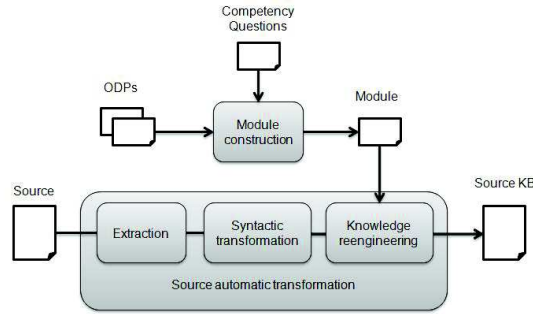 Competency
Questions
ODPs
Module
Module
construction
Source
Source KB
Extraction
Syntactic
transformation
Knowledge
reengineering
Source automatic transformation